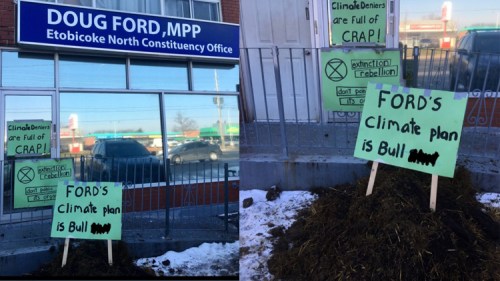 DOUG FORD, MPP
Etobicoke North Constituency Office
Climate Deniers
are Full of
CRAP!
extinction
rebellion
FORD'S
Climate plan
is Bull
Climate Deniers
are Full of
CRAP!
extinction
rebellion
FORD'S
Climate plan
is Bull